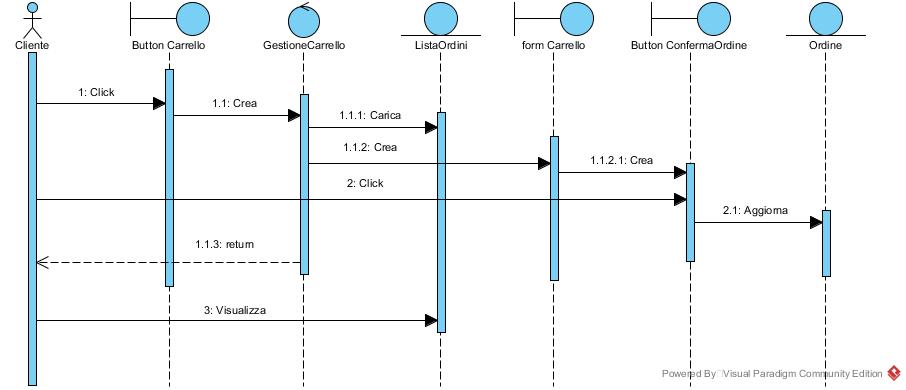 Cliente
Button Carrello
GestioneCarrello
ListaOrdini
form Carrello
Button ConfermaOrdine
Ordine
1: Click
1.1: Crea
1.1.1: Carica
1.1.2: Crea
1.1.2.1: Crea
2: Click
2.1: Aggiorna
1.1.3: return
3: Visualizza
Powered By Visual Paradigm Community Edition